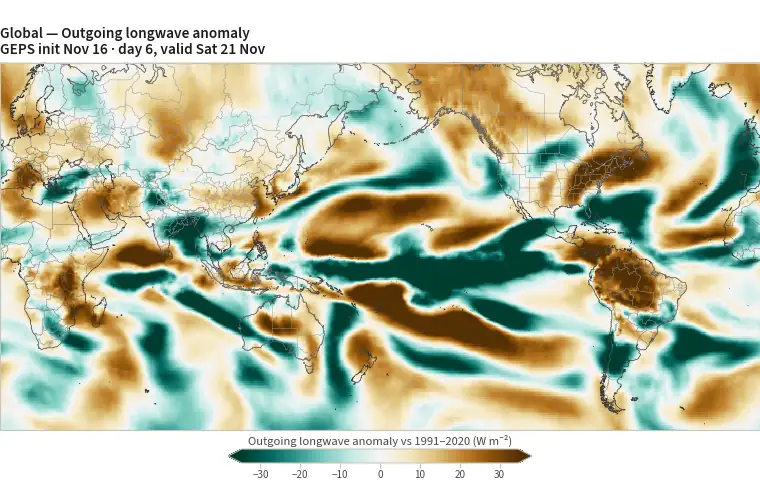 Global — Outgoing longwave anomaly
GEPS init Nov 16 · day 6, valid Sat 21 Nov
Outgoing longwave anomaly vs 1991–2020 (W m⁻²)
−30 −20 −10 0 10 20 30